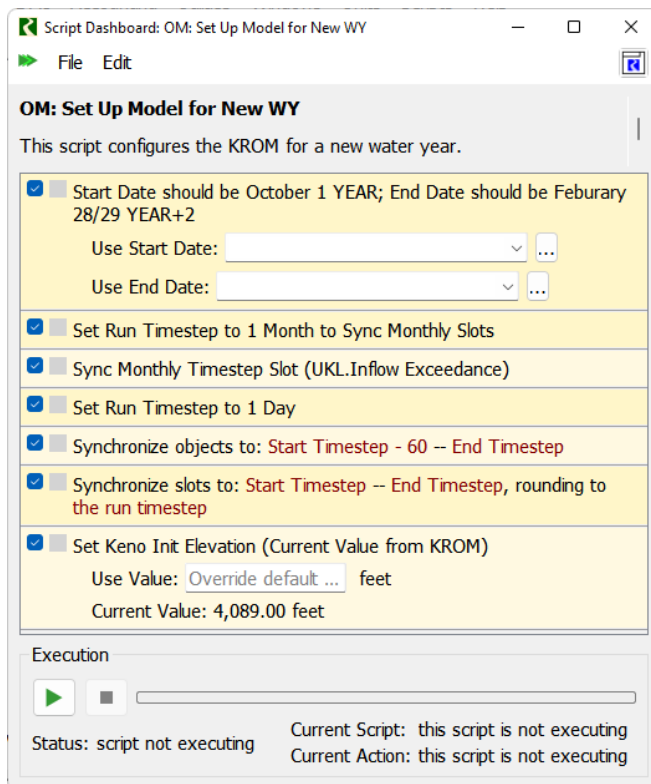 Script Dashboard: OM: Set Up Model for New WY
File Edit
OM: Set Up Model for New WY
This script configures the KROM for a new water year.
Start Date should be October 1 YEAR; End Date should be Feburary
28/29 YEAR+2
Use Start Date:
...
Use End Date:
...
Set Run Timestep to 1 Month to Sync Monthly Slots
Sync Monthly Timestep Slot (UKL.Inflow Exceedance)
Set Run Timestep to 1 Day
Synchronize objects to: Start Timestep - 60 -- End Timestep
Synchronize slots to: Start Timestep -- End Timestep, rounding to
the run timestep
Set Keno Init Elevation (Current Value from KROM)
Use Value: Override default ... feet
Current Value: 4,089.00 feet
Execution
Status: script not executing
Current Script: this script is not executing
Current Action: this script is not executing